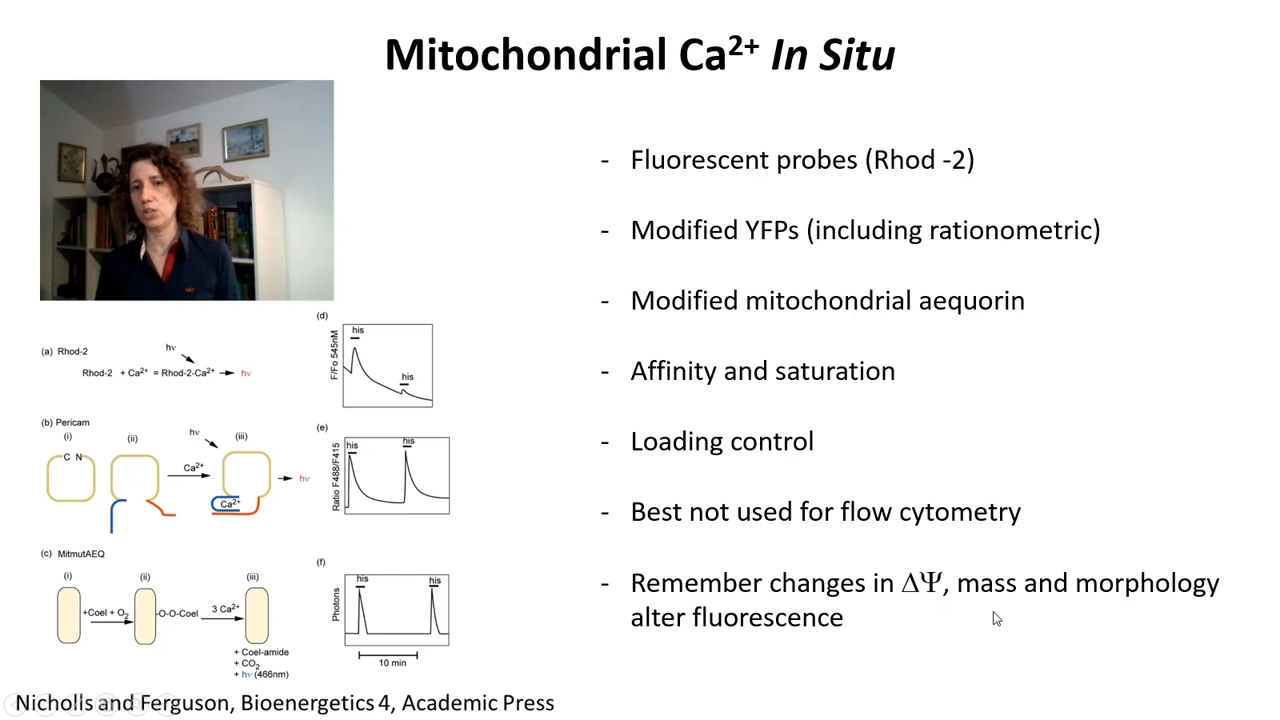 Mitochondrial Ca²⁺ In Situ
- Fluorescent probes (Rhod -2)
- Modified YFPs (including rationometric)
- Modified mitochondrial aequorin
- Affinity and saturation
- Loading control
- Best not used for flow cytometry
- Remember changes in ΔΨ, mass and morphology
alter fluorescence
(a) Rhod-2
hν
Rhod-2 + Ca²⁺ = Rhod-2-Ca²⁺ → hν
(d)
F/Fo 545nM
his
his
(b) Pericam
(i)
(ii)
(iii)
C N
hν
Ca²⁺
Ca²⁺
hν
(e)
Ratio F488/F415
his
his
(c) MitmutAEQ
(i)
(ii)
(iii)
+Coel + O₂
-O-O-Coel
3 Ca²⁺
+ Coel-amide
+ CO₂
+ hν (466nm)
(f)
Photons
his
his
10 min
Nicholls and Ferguson, Bioenergetics 4, Academic Press